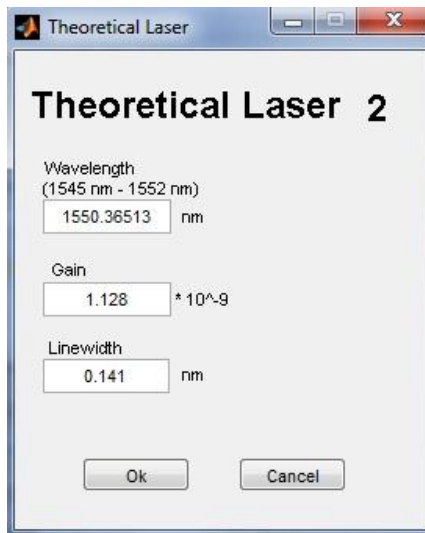 Theoretical Laser
Theoretical Laser 2
Wavelength
(1545 nm - 1552 nm)
1550.36513 nm
Gain
1.128 * 10^-9
Linewidth
0.141 nm
Ok Cancel